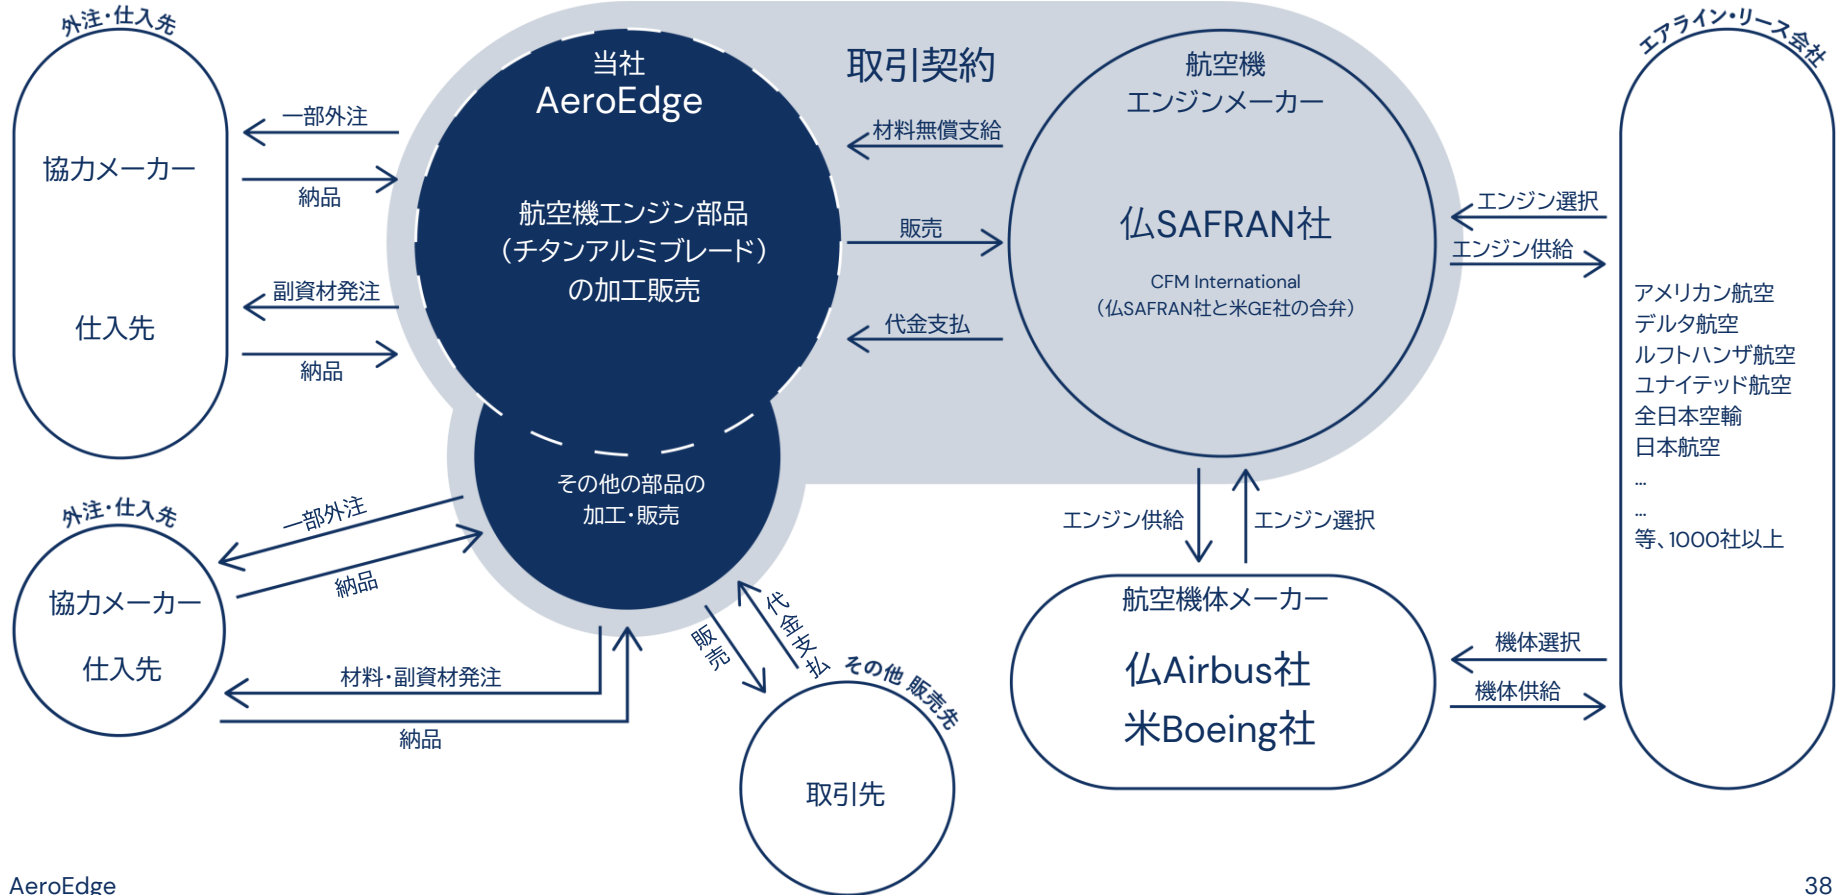 外注・仕入先
協力メーカー
仕入先
一部外注
納品
副資材発注
納品
当社
AeroEdge
航空機エンジン部品
（チタンアルミブレード）
の加工販売
その他の部品の
加工・販売
取引契約
材料無償支給
販売
代金支払
航空機
エンジンメーカー
仏SAFRAN社
CFM International
（仏SAFRAN社と米GE社の合弁）
エンジン選択
エンジン供給
エアライン・リース会社
アメリカン航空
デルタ航空
ルフトハンザ航空
ユナイテッド航空
全日本空輸
日本航空
...
...
等、1000社以上
外注・仕入先
協力メーカー
仕入先
一部外注
納品
材料・副資材発注
納品
販売
代金支払
その他 販売先
取引先
エンジン供給
エンジン選択
航空機体メーカー
仏Airbus社
米Boeing社
機体選択
機体供給
AeroEdge
38